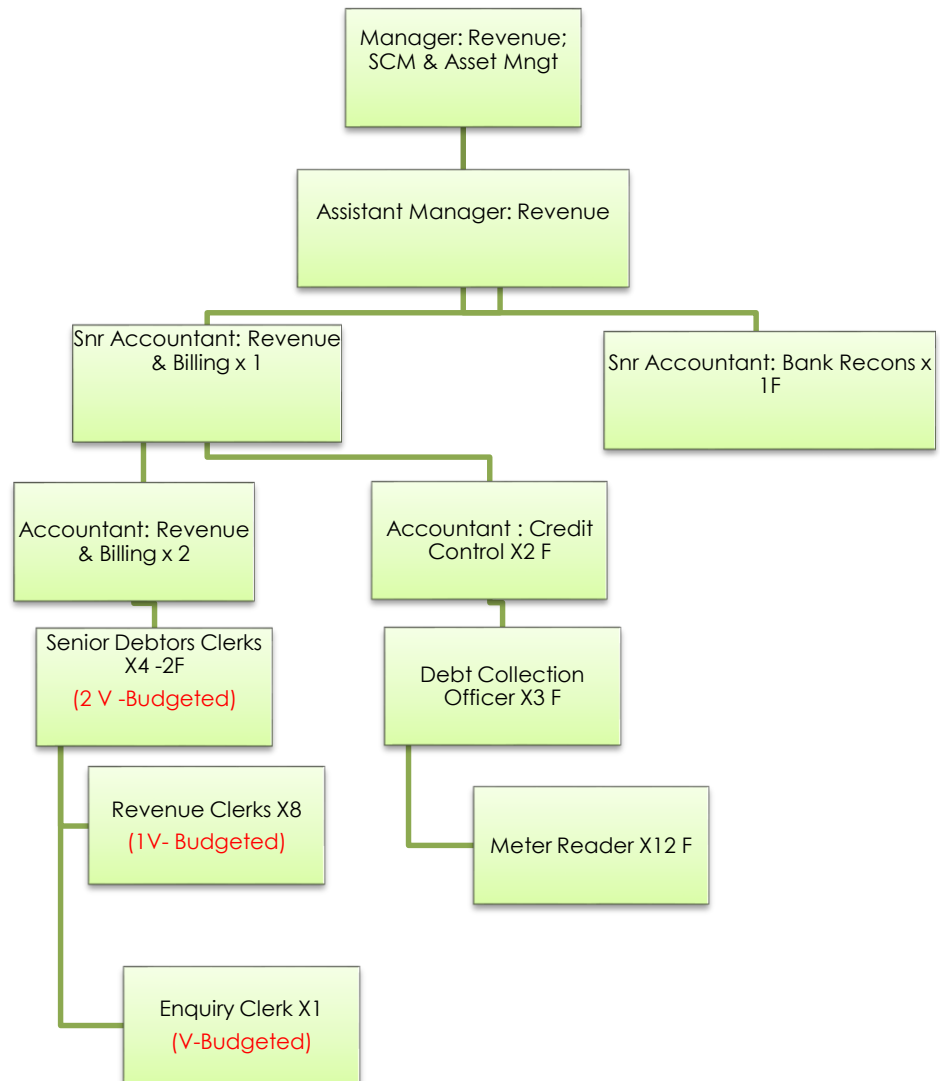 Manager: Revenue;
SCM & Asset Mngt
Assistant Manager: Revenue
Snr Accountant: Revenue
& Billing x 1
Snr Accountant: Bank Recons x
1F
Accountant: Revenue
& Billing x 2
Accountant : Credit
Control X2 F
Senior Debtors Clerks
X4 -2F
(2 V -Budgeted)
Debt Collection
Officer X3 F
Revenue Clerks X8
(1V- Budgeted)
Meter Reader X12 F
Enquiry Clerk X1
(V-Budgeted)